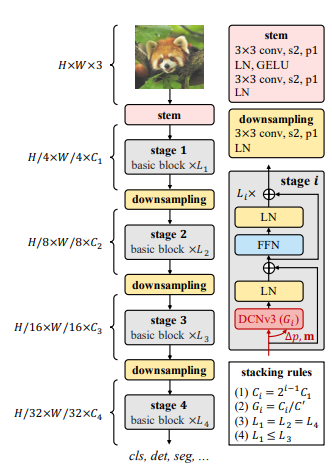 H×W×3
stem
H/4×W/4×C₁
stage 1
basic block ×L₁
downsampling
H/8×W/8×C₂
stage 2
basic block ×L₂
downsampling
H/16×W/16×C₃
stage 3
basic block ×L₃
downsampling
H/32×W/32×C₄
stage 4
basic block ×L₄
cls, det, seg, ...
stem
3×3 conv, s2, p1
LN, GELU
3×3 conv, s2, p1
LN
downsampling
3×3 conv, s2, p1
LN
stage i
Lᵢ×
LN
FFN
LN
DCNv3 (Gᵢ)
Δp, m
stacking rules
(1) Cᵢ = 2ⁱ⁻¹C₁
(2) Gᵢ = Cᵢ/C′
(3) L₁ = L₂ = L₄
(4) L₁ ≤ L₃